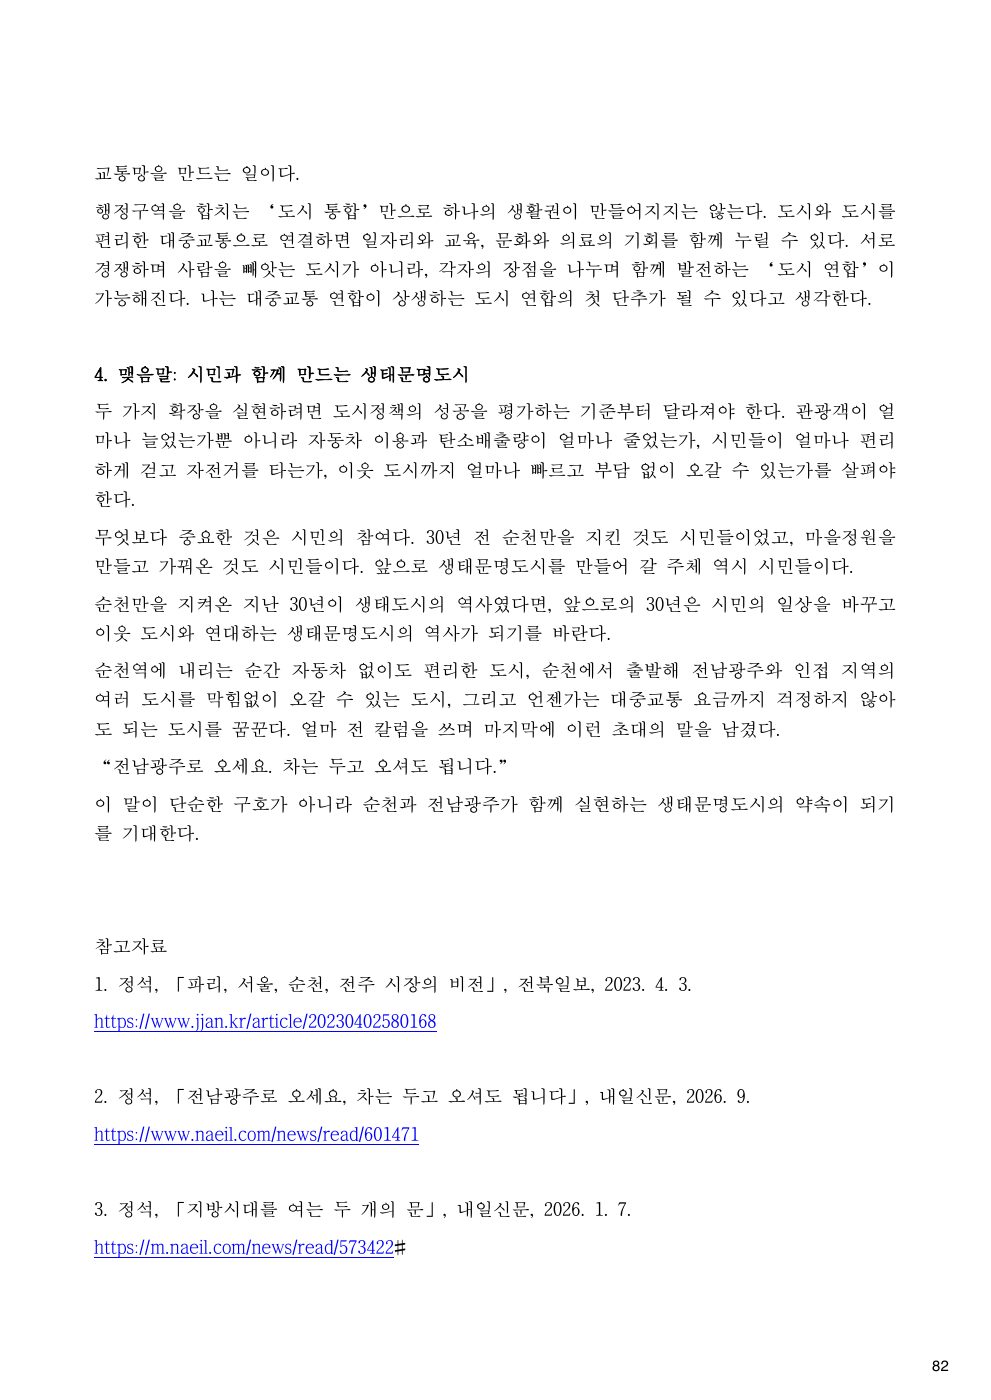 교통망을 만드는 일이다.
행정구역을 합치는 ‘도시 통합’만으로 하나의 생활권이 만들어지지는 않는다. 도시와 도시를
편리한 대중교통으로 연결하면 일자리와 교육, 문화와 의료의 기회를 함께 누릴 수 있다. 서로
경쟁하며 사람을 빼앗는 도시가 아니라, 각자의 장점을 나누며 함께 발전하는 ‘도시 연합’이
가능해진다. 나는 대중교통 연합이 상생하는 도시 연합의 첫 단추가 될 수 있다고 생각한다.
4. 맺음말: 시민과 함께 만드는 생태문명도시
두 가지 확장을 실현하려면 도시정책의 성공을 평가하는 기준부터 달라져야 한다. 관광객이 얼
마나 늘었는가뿐 아니라 자동차 이용과 탄소배출량이 얼마나 줄었는가, 시민들이 얼마나 편리
하게 걷고 자전거를 타는가, 이웃 도시까지 얼마나 빠르고 부담 없이 오갈 수 있는가를 살펴야
한다.
무엇보다 중요한 것은 시민의 참여다. 30년 전 순천만을 지킨 것도 시민들이었고, 마을정원을
만들고 가꿔온 것도 시민들이다. 앞으로 생태문명도시를 만들어 갈 주체 역시 시민들이다.
순천만을 지켜온 지난 30년이 생태도시의 역사였다면, 앞으로의 30년은 시민의 일상을 바꾸고
이웃 도시와 연대하는 생태문명도시의 역사가 되기를 바란다.
순천역에 내리는 순간 자동차 없이도 편리한 도시, 순천에서 출발해 전남광주와 인접 지역의
여러 도시를 막힘없이 오갈 수 있는 도시, 그리고 언젠가는 대중교통 요금까지 걱정하지 않아
도 되는 도시를 꿈꾼다. 얼마 전 칼럼을 쓰며 마지막에 이런 초대의 말을 남겼다.
“전남광주로 오세요. 차는 두고 오셔도 됩니다.”
이 말이 단순한 구호가 아니라 순천과 전남광주가 함께 실현하는 생태문명도시의 약속이 되기
를 기대한다.
참고자료
1. 정석, 「파리, 서울, 순천, 전주 시장의 비전」, 전북일보, 2023. 4. 3.
https://www.jjan.kr/article/20230402580168
2. 정석, 「전남광주로 오세요, 차는 두고 오셔도 됩니다」, 내일신문, 2026. 9.
https://www.naeil.com/news/read/601471
3. 정석, 「지방시대를 여는 두 개의 문」, 내일신문, 2026. 1. 7.
https://m.naeil.com/news/read/573422#
82